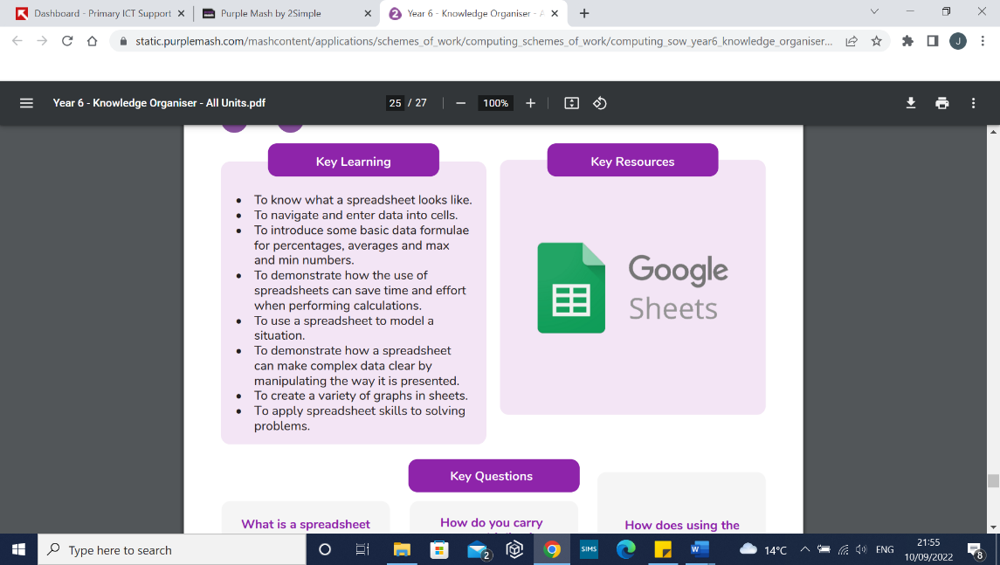 Dashboard - Primary ICT Support
Purple Mash by 2Simple
2 Year 6 - Knowledge Organiser - A
static.purplemash.com/mashcontent/applications/schemes_of_work/computing_schemes_of_work/computing_sow_year6_knowledge_organiser...
J
Year 6 - Knowledge Organiser - All Units.pdf
25 / 27
100%
Key Learning
• To know what a spreadsheet looks like.
• To navigate and enter data into cells.
• To introduce some basic data formulae
for percentages, averages and max
and min numbers.
• To demonstrate how the use of
spreadsheets can save time and effort
when performing calculations.
• To use a spreadsheet to model a
situation.
• To demonstrate how a spreadsheet
can make complex data clear by
manipulating the way it is presented.
• To create a variety of graphs in sheets.
• To apply spreadsheet skills to solving
problems.
Key Resources
Google
Sheets
Key Questions
What is a spreadsheet
How do you carry
How does using the
Type here to search
2
SIMS
W
14°C
ENG
21:55
10/09/2022
8